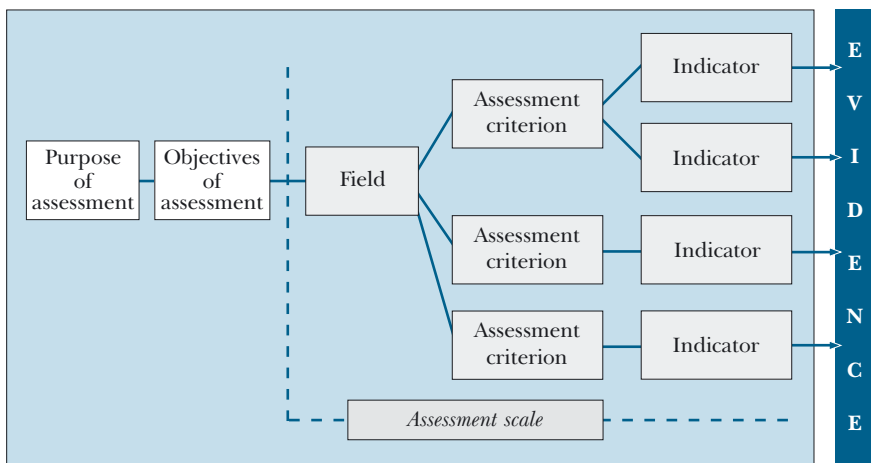 Purpose
of
assessment
Objectives
of
assessment
Field
Assessment
criterion
Assessment
criterion
Assessment
criterion
Indicator
Indicator
Indicator
Indicator
Assessment scale
E
V
I
D
E
N
C
E